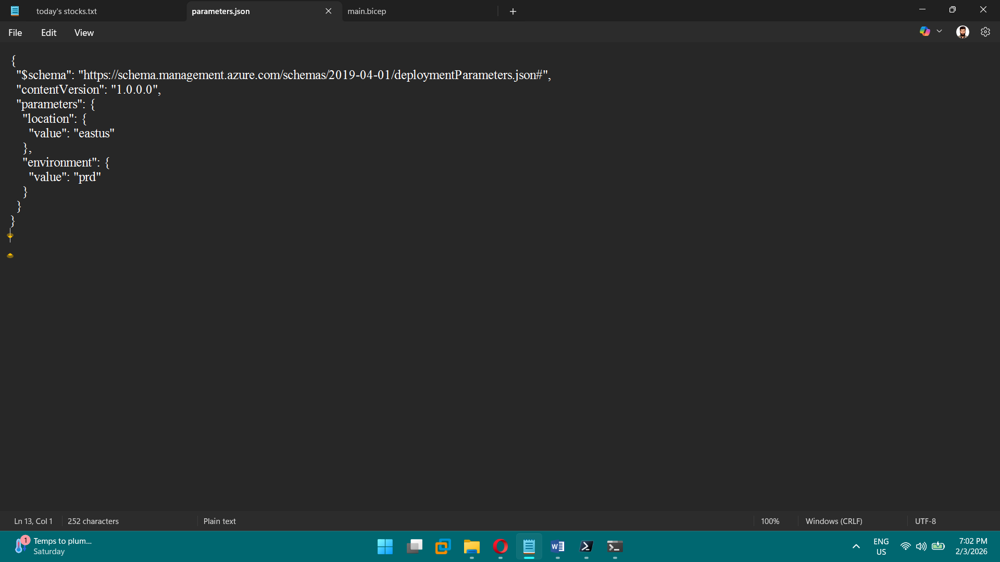 today's stocks.txt
parameters.json
main.bicep
File
Edit
View
{
"$schema": "https://schema.management.azure.com/schemas/2019-04-01/deploymentParameters.json#",
"contentVersion": "1.0.0.0",
"parameters": {
"location": {
"value": "eastus"
},
"environment": {
"value": "prd"
}
}
}
Ln 13, Col 1
252 characters
Plain text
100%
Windows (CRLF)
UTF-8
1
Temps to plum...
Saturday
W
ENG
US
7:02 PM
2/3/2026